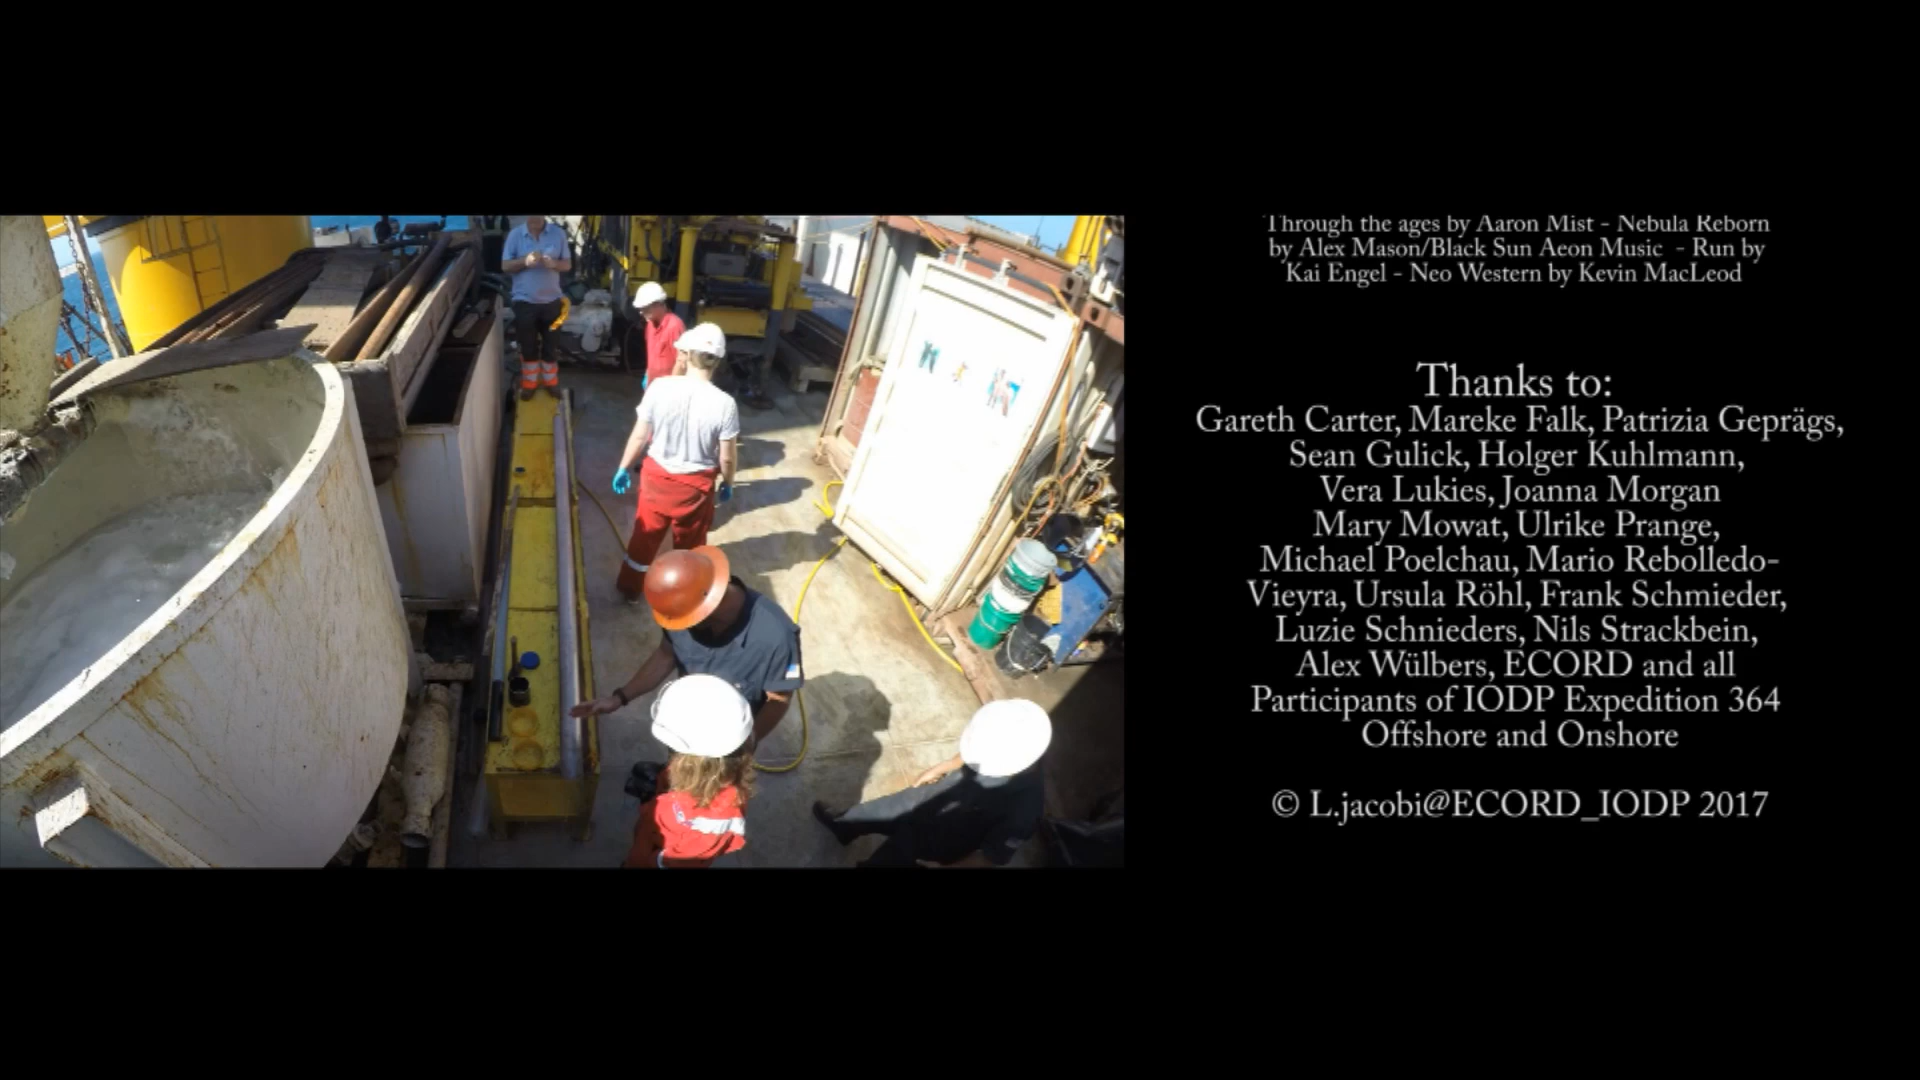 Through the ages by Aaron Mist - Nebula Reborn
by Alex Mason/Black Sun Aeon Music - Run by
Kai Engel - Neo Western by Kevin MacLeod
Thanks to:
Gareth Carter, Mareke Falk, Patrizia Geprägs,
Sean Gulick, Holger Kuhlmann,
Vera Lukies, Joanna Morgan
Mary Mowat, Ulrike Prange,
Michael Poelchau, Mario Rebolledo-
Vieyra, Ursula Röhl, Frank Schmieder,
Luzie Schnieders, Nils Strackbein,
Alex Wülbers, ECORD and all
Participants of IODP Expedition 364
Offshore and Onshore
© L.jacobi@ECORD_IODP 2017